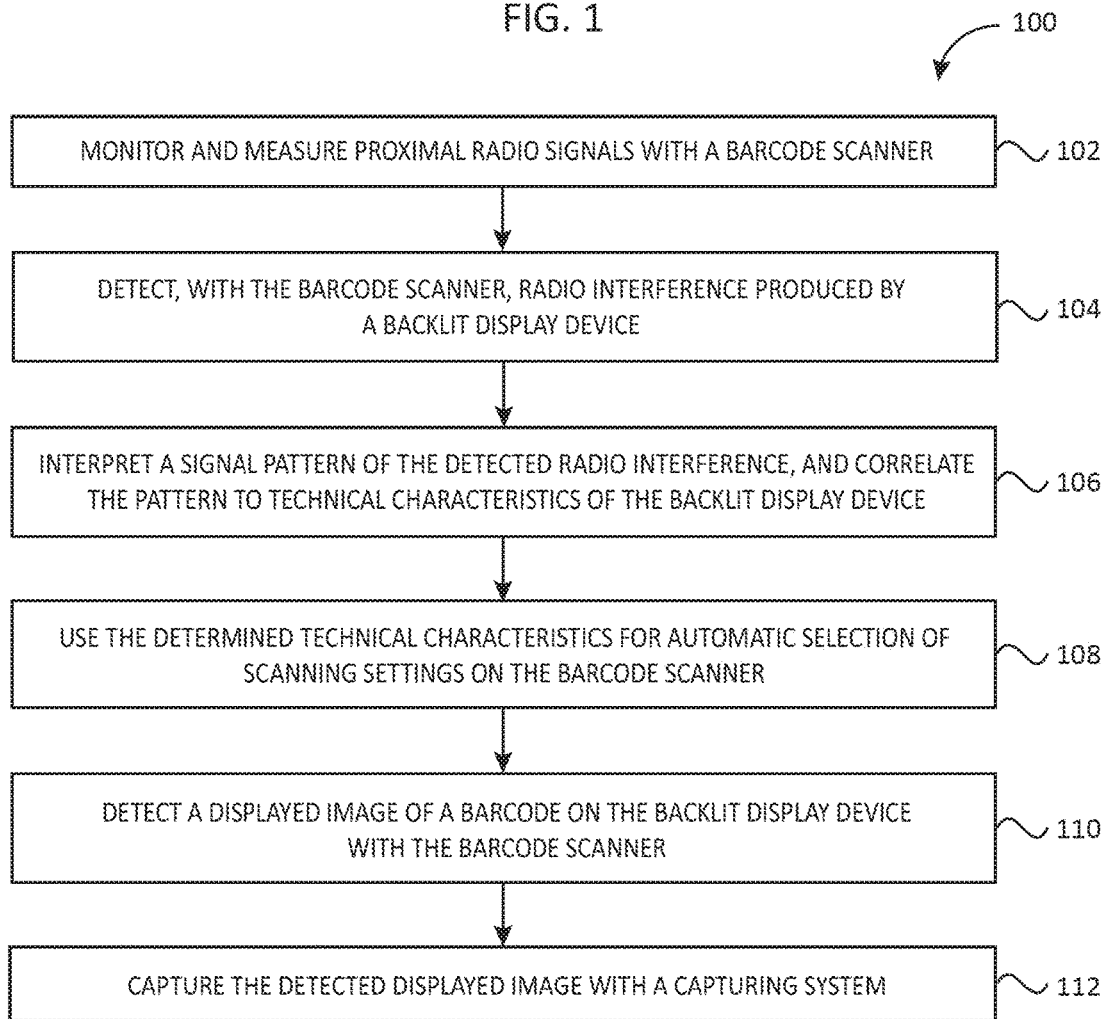 FIG. 1
100
MONITOR AND MEASURE PROXIMAL RADIO SIGNALS WITH A BARCODE SCANNER
102
DETECT, WITH THE BARCODE SCANNER, RADIO INTERFERENCE PRODUCED BY
A BACKLIT DISPLAY DEVICE
104
INTERPRET A SIGNAL PATTERN OF THE DETECTED RADIO INTERFERENCE, AND CORRELATE
THE PATTERN TO TECHNICAL CHARACTERISTICS OF THE BACKLIT DISPLAY DEVICE
106
USE THE DETERMINED TECHNICAL CHARACTERISTICS FOR AUTOMATIC SELECTION OF
SCANNING SETTINGS ON THE BARCODE SCANNER
108
DETECT A DISPLAYED IMAGE OF A BARCODE ON THE BACKLIT DISPLAY DEVICE
WITH THE BARCODE SCANNER
110
CAPTURE THE DETECTED DISPLAYED IMAGE WITH A CAPTURING SYSTEM
112